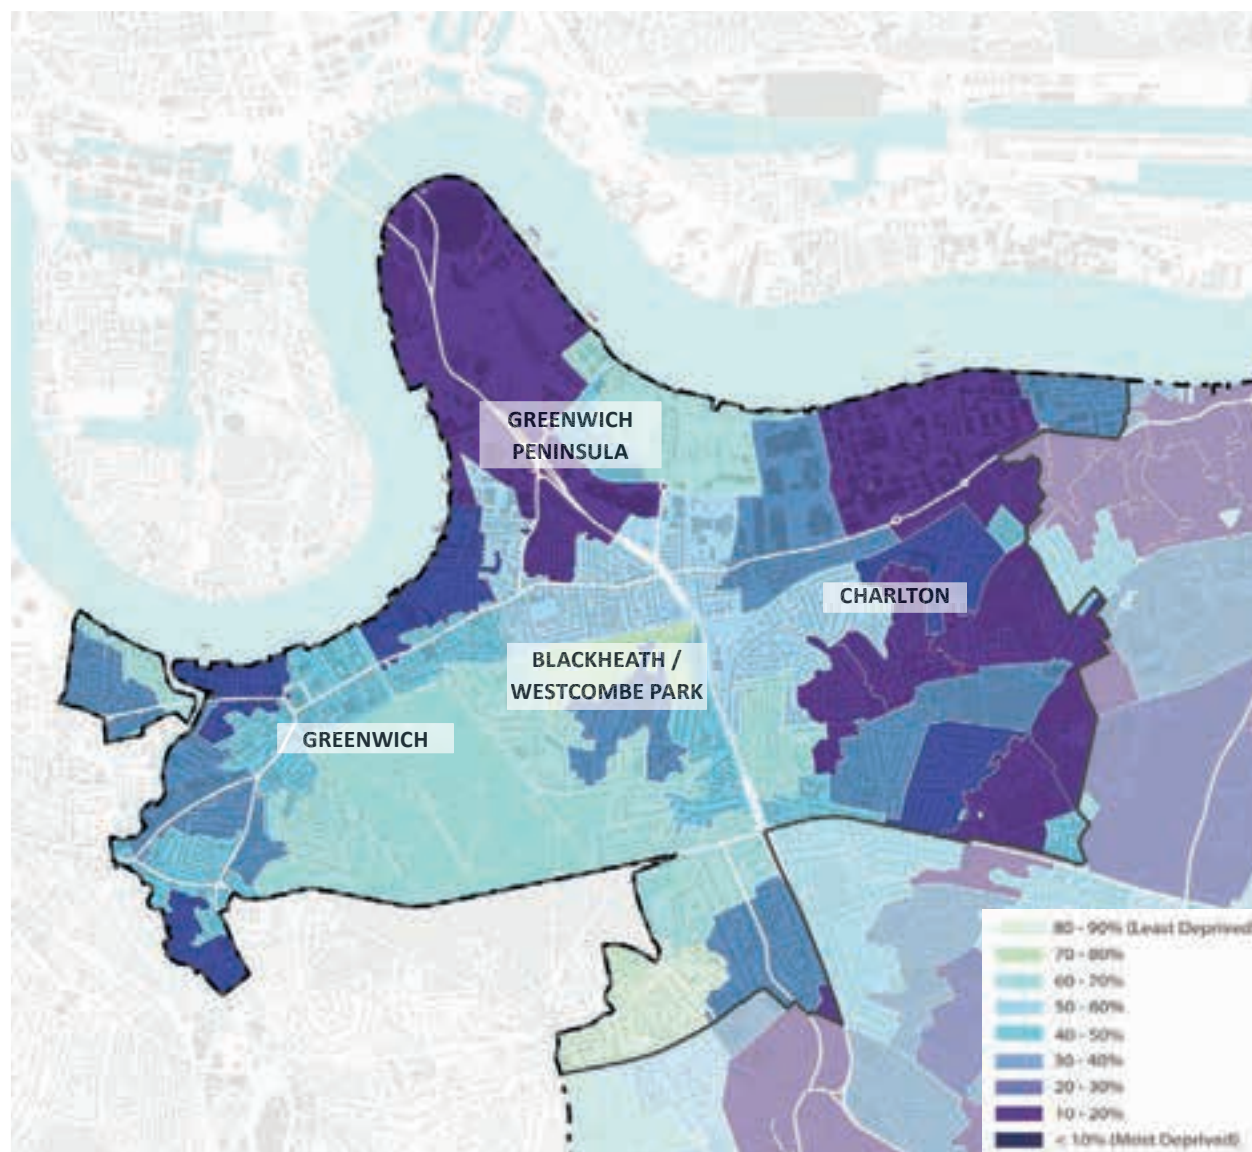 GREENWICH
PENINSULA
CHARLTON
BLACKHEATH /
WESTCOMBE PARK
GREENWICH
80 - 90% (Least Deprived
70 - 80%
60 - 70%
50 - 60%
40 - 50%
30 - 40%
20 - 30%
10 - 20%
< 10% (Most Deprived)